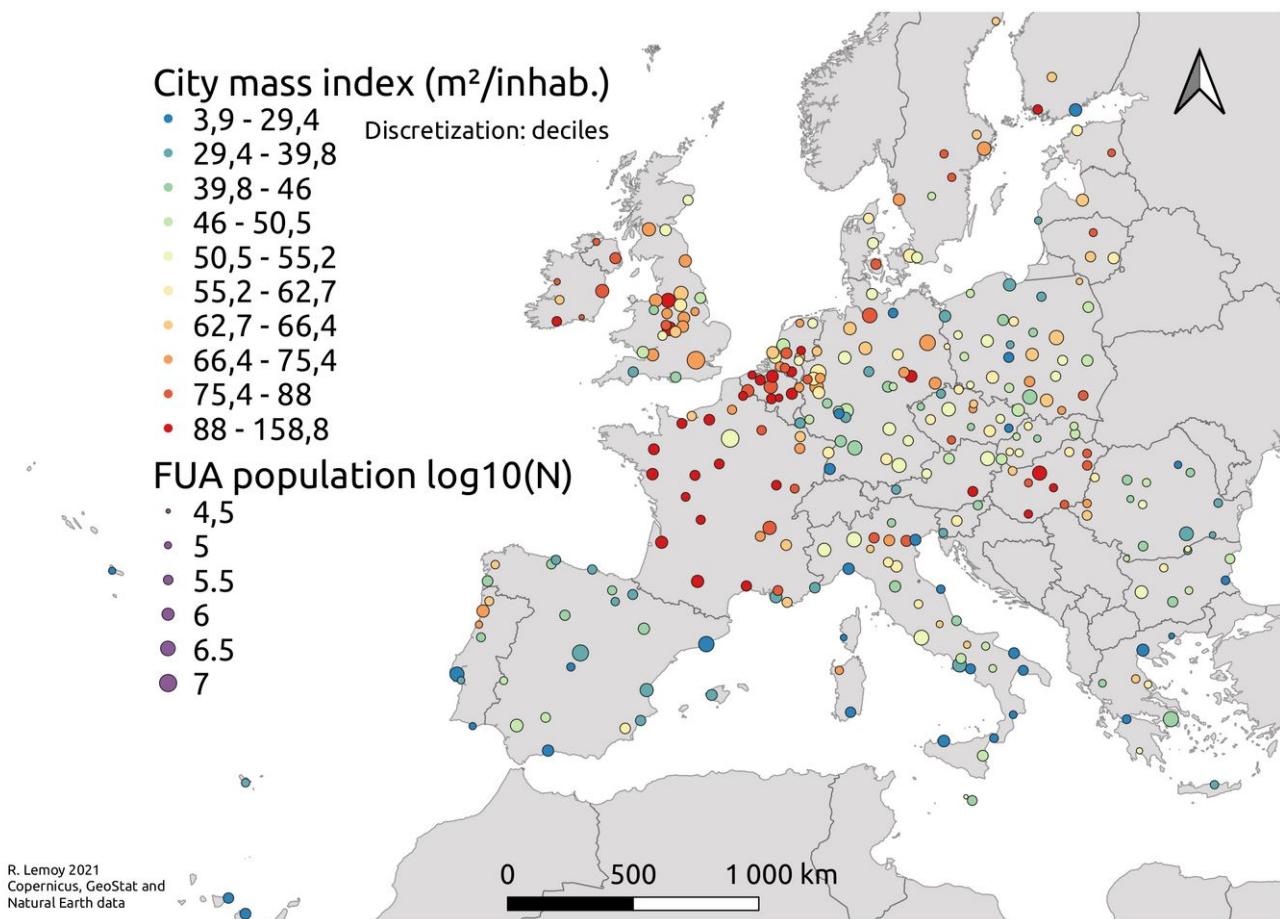 City mass index (m²/inhab.)
3,9 - 29,4
Discretization: deciles
29,4 - 39,8
39,8 - 46
46 - 50,5
50,5 - 55,2
55,2 - 62,7
62,7 - 66,4
66,4 - 75,4
75,4 - 88
88 - 158,8
FUA population log10(N)
4,5
5
5.5
6
6.5
7
R. Lemoy 2021
Copernicus, GeoStat and
Natural Earth data
0 500 1 000 km